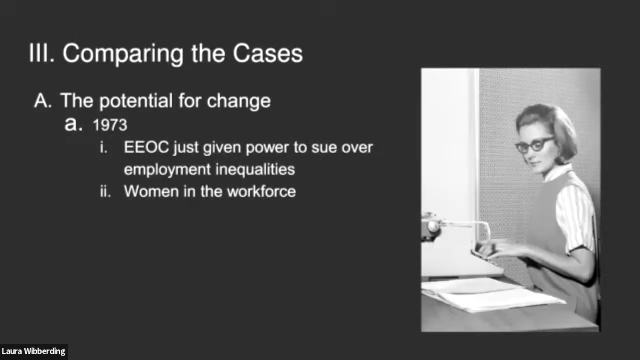 III. Comparing the Cases
A. The potential for change
a. 1973
i. EEOC just given power to sue over
employment inequalities
ii. Women in the workforce
Laura Wibberding